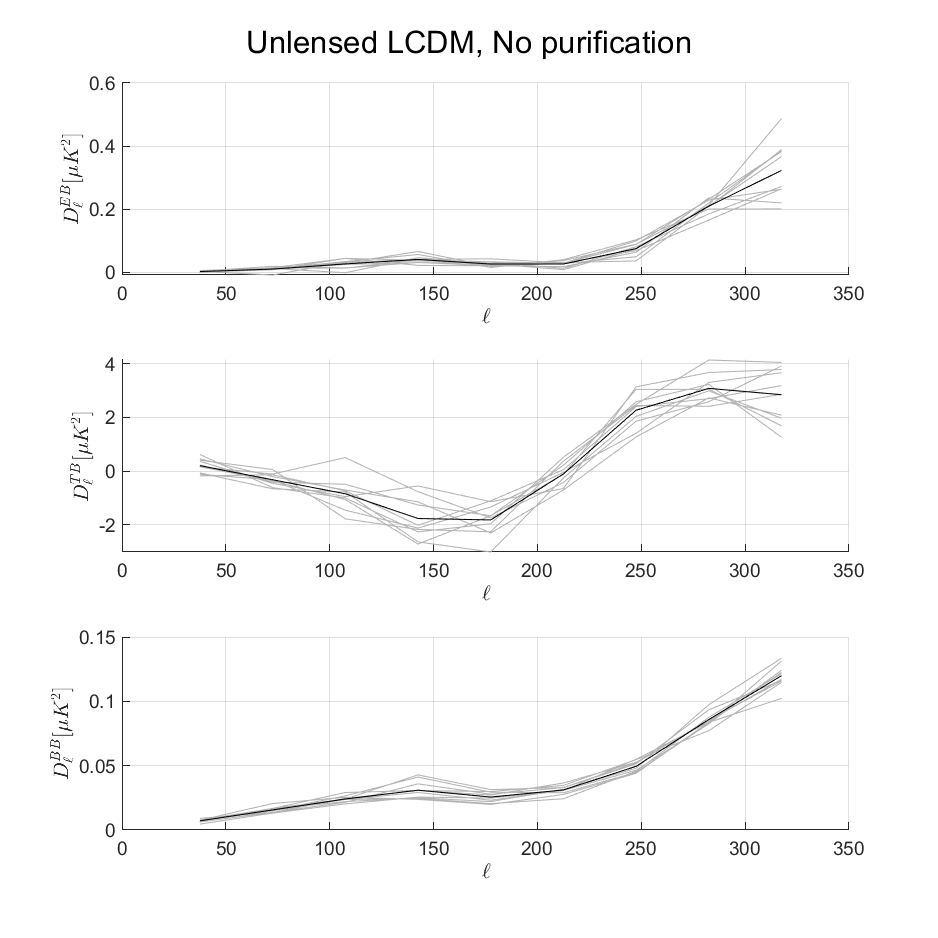 Unlensed LCDM, No purification
0.6
0.4
0.2
0
D_ℓ^{EB}[μK^2]
0 50 100 150 200 250 300 350
ℓ
4
2
0
-2
D_ℓ^{TB}[μK^2]
0 50 100 150 200 250 300 350
ℓ
0.15
0.1
0.05
0
D_ℓ^{BB}[μK^2]
0 50 100 150 200 250 300 350
ℓ